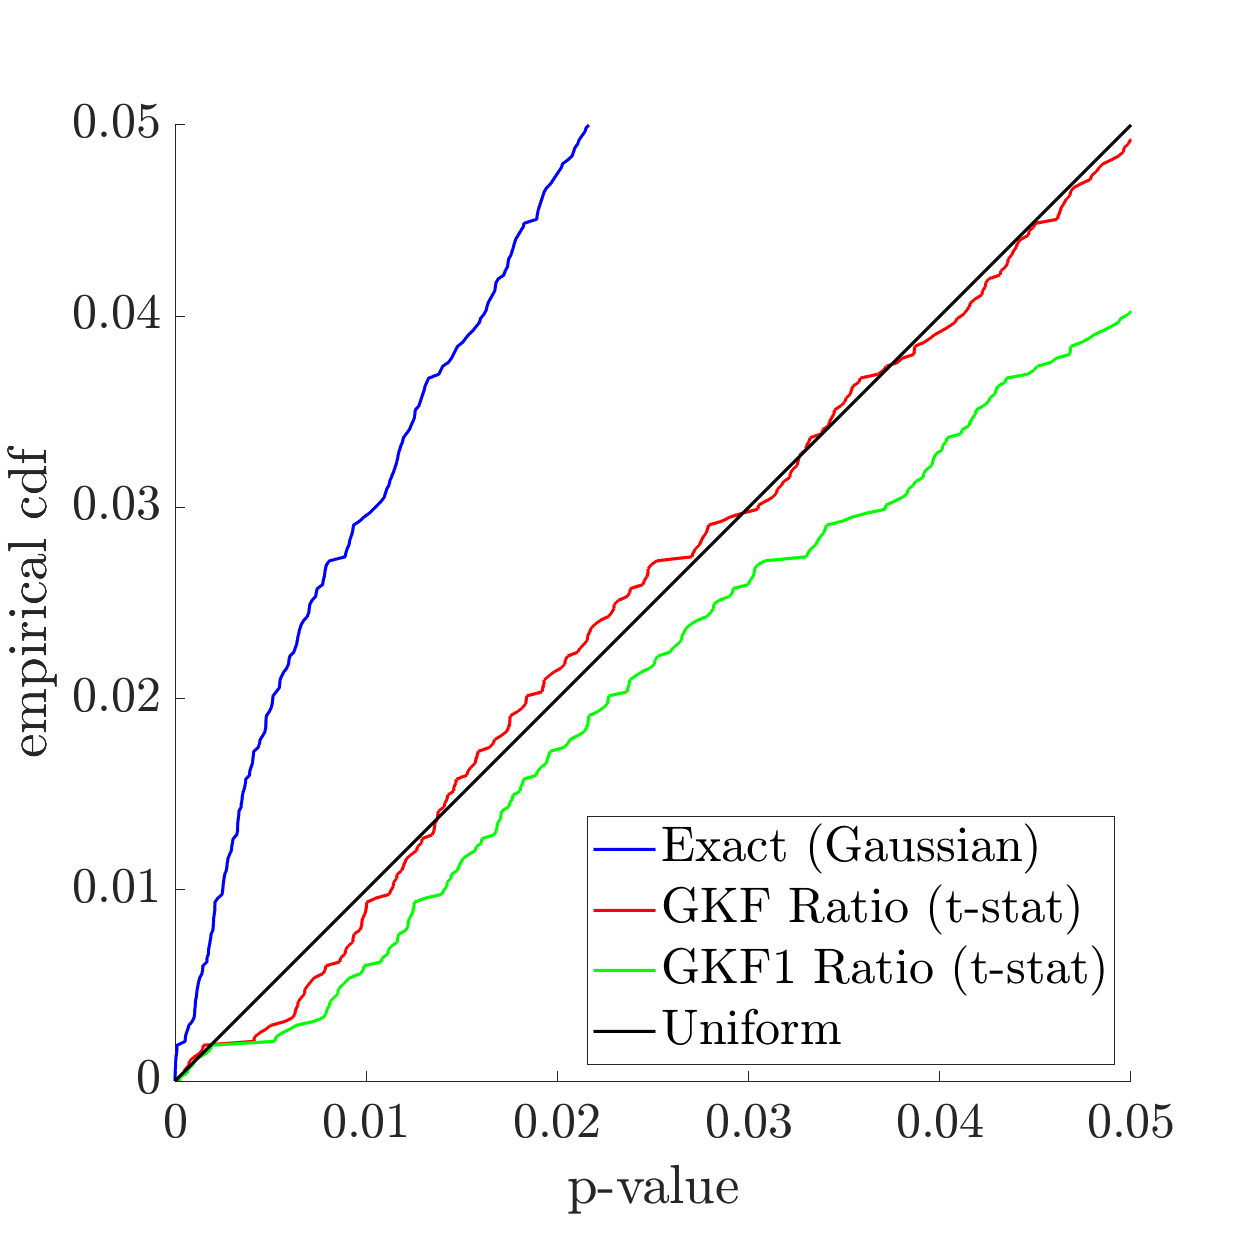 0.05
0.04
0.03
0.02
0.01
0
empirical cdf
Exact (Gaussian)
GKF Ratio (t-stat)
GKF1 Ratio (t-stat)
Uniform
0 0.01 0.02 0.03 0.04 0.05
p-value